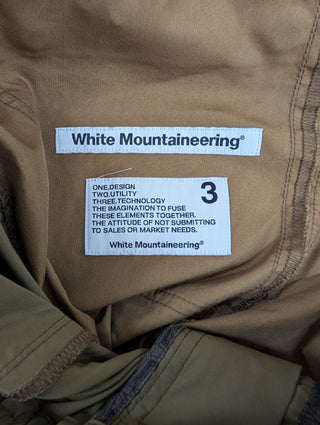 White Mountaineering®
3
ONE.DESIGN
TWO.UTILITY
THREE.TECHNOLOGY
THE IMAGINATION TO FUSE
THESE ELEMENTS TOGETHER.
THE ATTITUDE OF NOT SUBMITTING
TO SALES OR MARKET NEEDS.
White Mountaineering®